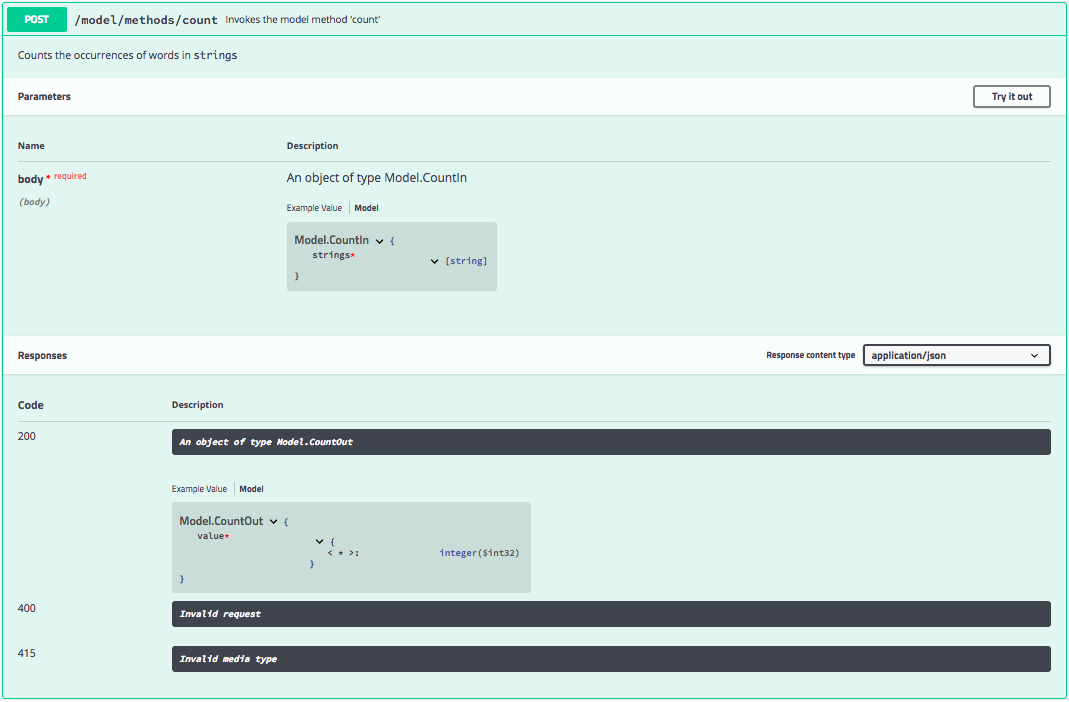 POST /model/methods/count Invokes the model method 'count'
Counts the occurrences of words in strings
Parameters Try it out
Name Description
body * required An object of type Model.CountIn
(body)
Example Value Model
Model.CountIn {
strings*
[string]
}
Responses Response content type application/json
Code Description
200 An object of type Model.CountOut
Example Value Model
Model.CountOut {
value*
{
< * >: integer($int32)
}
}
400 Invalid request
415 Invalid media type